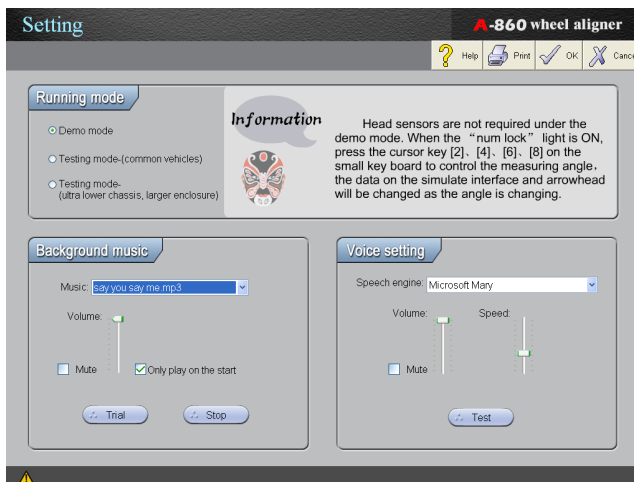 Setting
A-860 wheel aligner
Help
Print
OK
Cance
Running mode
Demo mode
Testing mode-(common vehicles)
Testing mode-
(ultra lower chassis, larger enclosure)
Information
Head sensors are not required under the
demo mode. When the “num lock” light is ON,
press the cursor key [2]、[4]、[6]、[8] on the
small key board to control the measuring angle,
the data on the simulate interface and arrowhead
will be changed as the angle is changing.
Background music
Music: say you say me.mp3
Volume:
Mute
Only play on the start
Trial
Stop
Voice setting
Speech engine: Microsoft Mary
Volume:
Speed:
Mute
Test